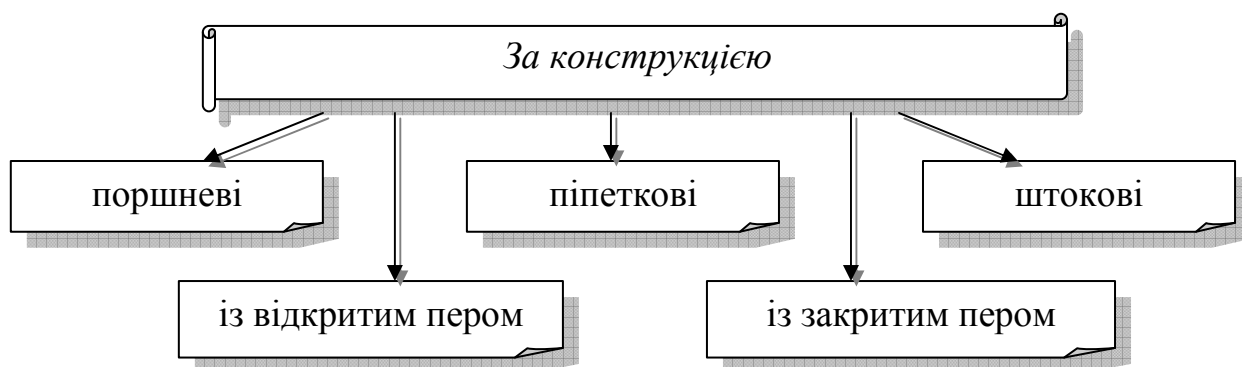 За конструкцією
поршневі
піпеткові
штокові
із відкритим пером
із закритим пером